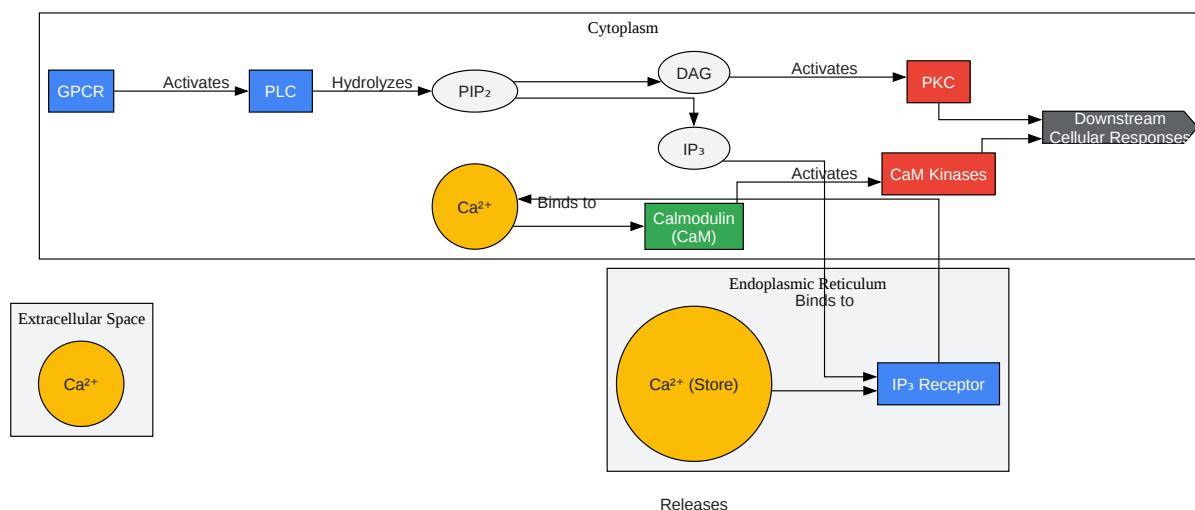 Cytoplasm
GPCR
Activates
PLC
Hydrolyzes
PIP₂
DAG
Activates
PKC
Downstream
Cellular Responses
IP₃
Activates
CaM Kinases
Ca²⁺
Binds to
Calmodulin
(CaM)
Endoplasmic Reticulum
Binds to
Extracellular Space
Ca²⁺
Ca²⁺ (Store)
IP₃ Receptor
Releases